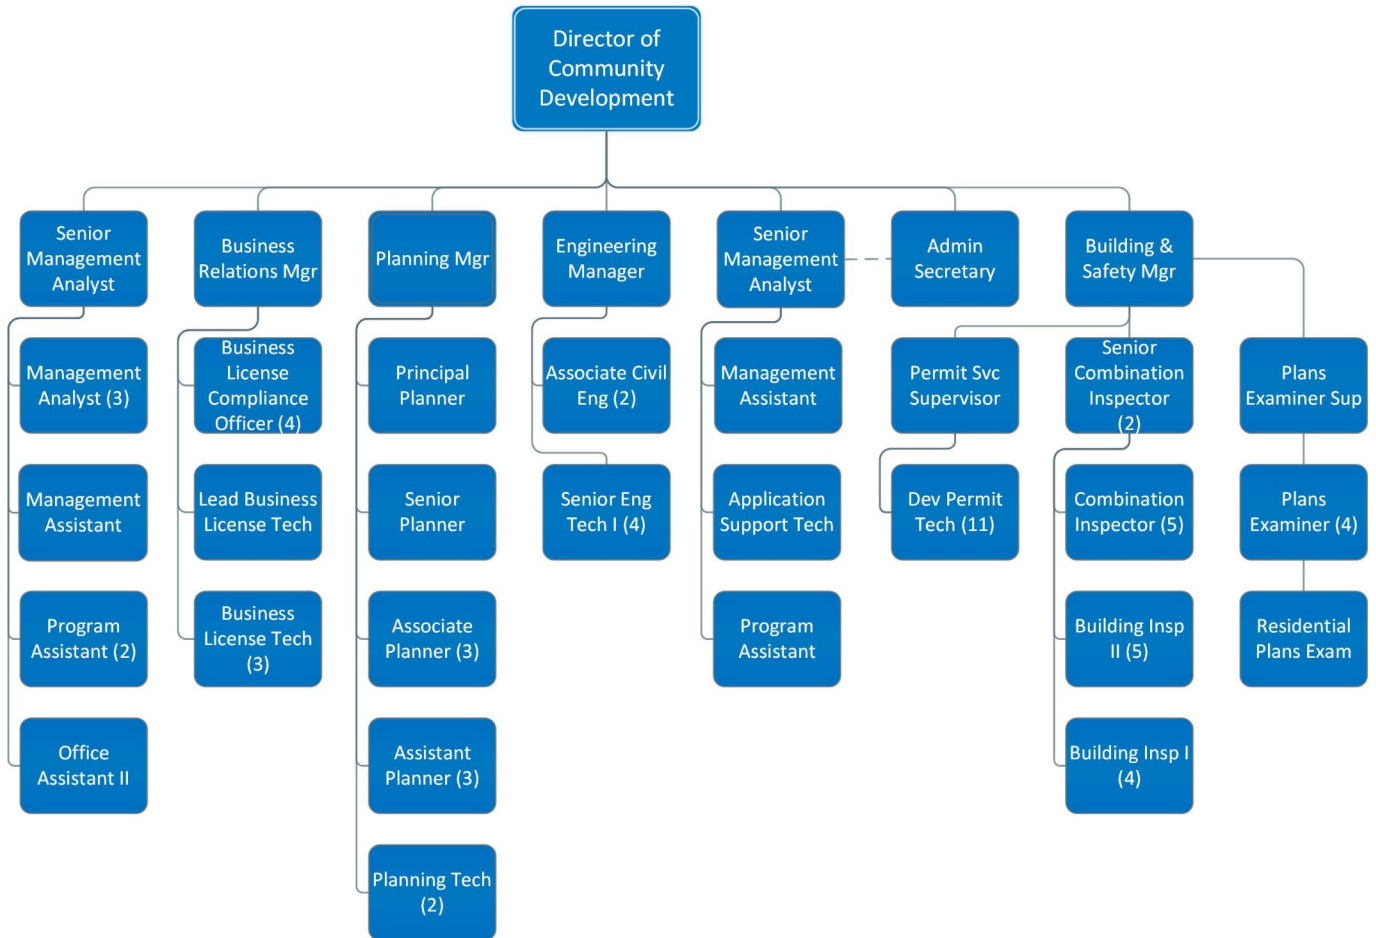 Director of
Community
Development
Senior
Management
Analyst
Business
Relations Mgr
Planning Mgr
Engineering
Manager
Senior
Management
Analyst
Admin
Secretary
Building &
Safety Mgr
Management
Analyst (3)
Business
License
Compliance
Officer (4)
Principal
Planner
Associate Civil
Eng (2)
Management
Assistant
Permit Svc
Supervisor
Senior
Combination
Inspector
(2)
Plans
Examiner Sup
Management
Assistant
Lead Business
License Tech
Senior
Planner
Senior Eng
Tech I (4)
Application
Support Tech
Dev Permit
Tech (11)
Combination
Inspector (5)
Plans
Examiner (4)
Program
Assistant (2)
Business
License Tech
(3)
Associate
Planner (3)
Program
Assistant
Building Insp
II (5)
Residential
Plans Exam
Office
Assistant II
Assistant
Planner (3)
Building Insp I
(4)
Planning Tech
(2)